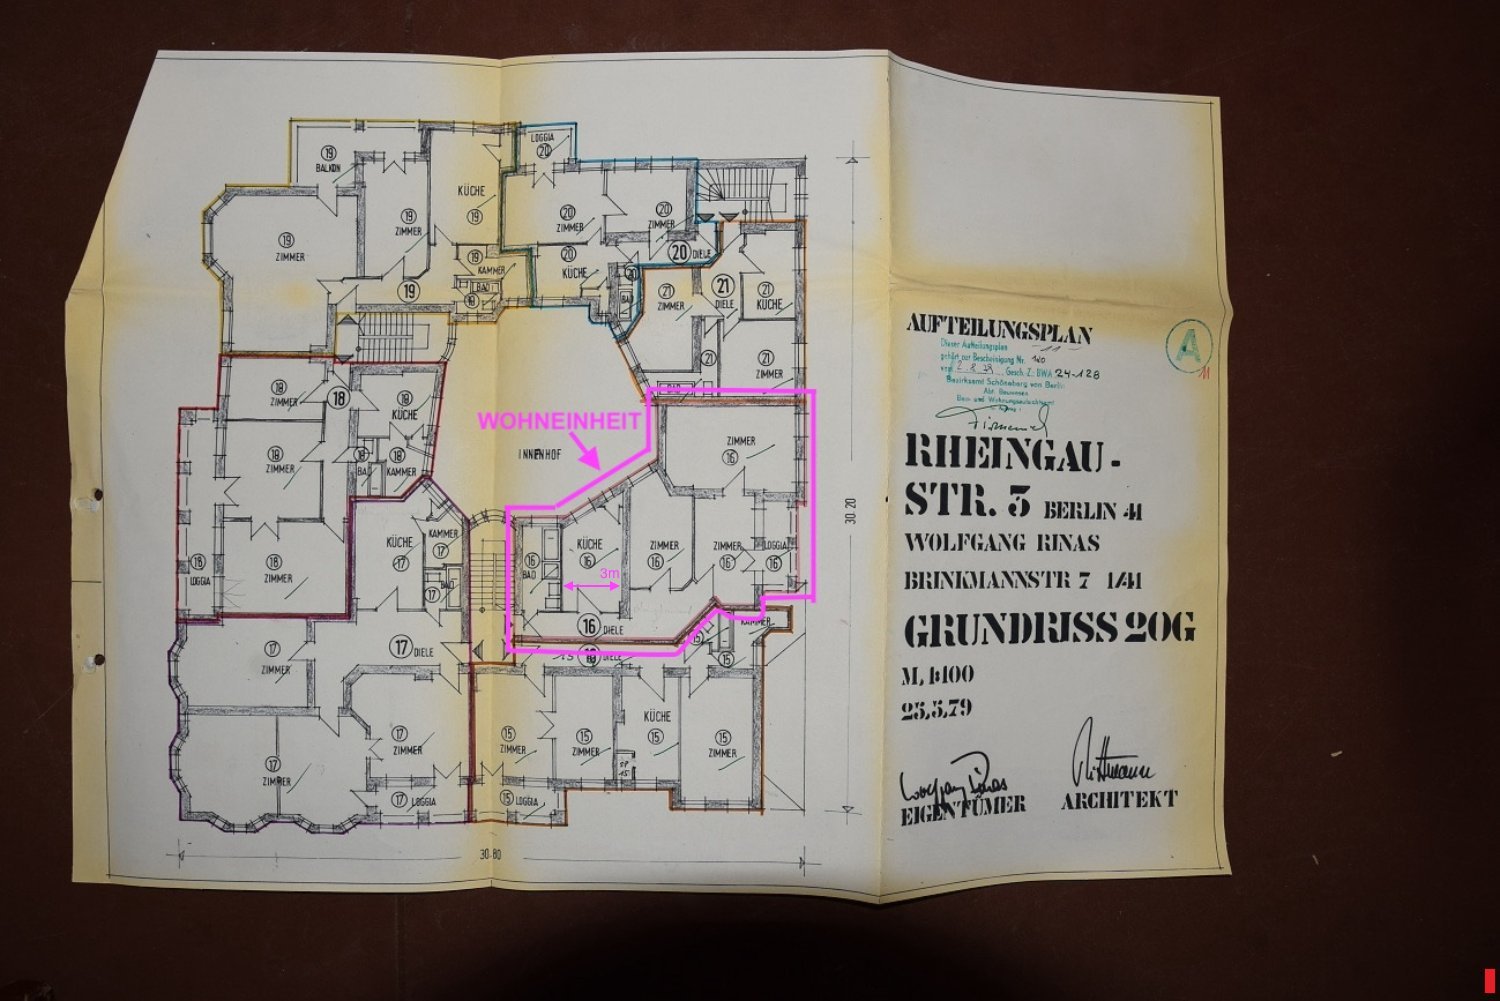 LOGGIA
20
19
BALKON
KÜCHE
19
19
ZIMMER
20
ZIMMER
20
ZIMMER
19
ZIMMER
20
KÜCHE
20
DIELE
19
KAMMER
BAD
19
19
20
BAD
21
ZIMMER
21
DIELE
21
KÜCHE
21
21
ZIMMER
BAD
18
ZIMMER
18
18
KÜCHE
WOHNEINHEIT
INNENHOF
18
ZIMMER
18
BAD
18
KAMMER
ZIMMER
16
KÜCHE
17
KAMMER
17
BAD
17
16
BAD
KÜCHE
16
3m
ZIMMER
16
ZIMMER
16
LOGGIA
16
18
LOGGIA
18
ZIMMER
16
DIELE
17
ZIMMER
17
DIELE
DIELE
15
KAMMER
15
17
ZIMMER
17
ZIMMER
15
ZIMMER
15
ZIMMER
KÜCHE
15
15
ZIMMER
17
LOGGIA
15
LOGGIA
30.80
30.20
AUFTEILUNGSPLAN
Dieser Aufteilungsplan
gehört zur Bescheinigung Nr.
Gesch. Z.: BWA 24-128
Bezirksamt Schöneberg von Berlin
Abt. Bauwesen
Bau- und Wohnungsaufsichtsamt
A
11
RHEINGAU-
STR. 3 BERLIN 41
WOLFGANG RINAS
BRINKMANNSTR 7 1/41
GRUNDRISS 2OG
M. 1:100
25.5.79
EIGENTÜMER
ARCHITEKT